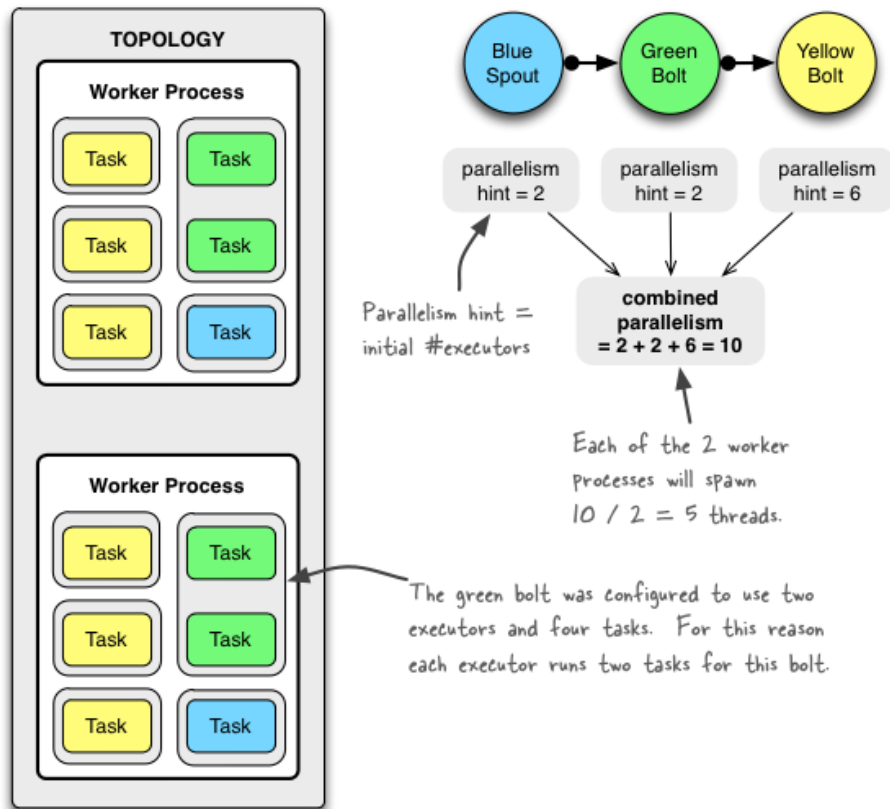 TOPOLOGY
Worker Process
Task
Task
Task
Task
Task
Task
Worker Process
Task
Task
Task
Task
Task
Task
Blue
Spout
Green
Bolt
Yellow
Bolt
parallelism
hint = 2
parallelism
hint = 2
parallelism
hint = 6
Parallelism hint =
initial #executors
combined
parallelism
= 2 + 2 + 6 = 10
Each of the 2 worker
processes will spawn
10 / 2 = 5 threads.
The green bolt was configured to use two
executors and four tasks. For this reason
each executor runs two tasks for this bolt.